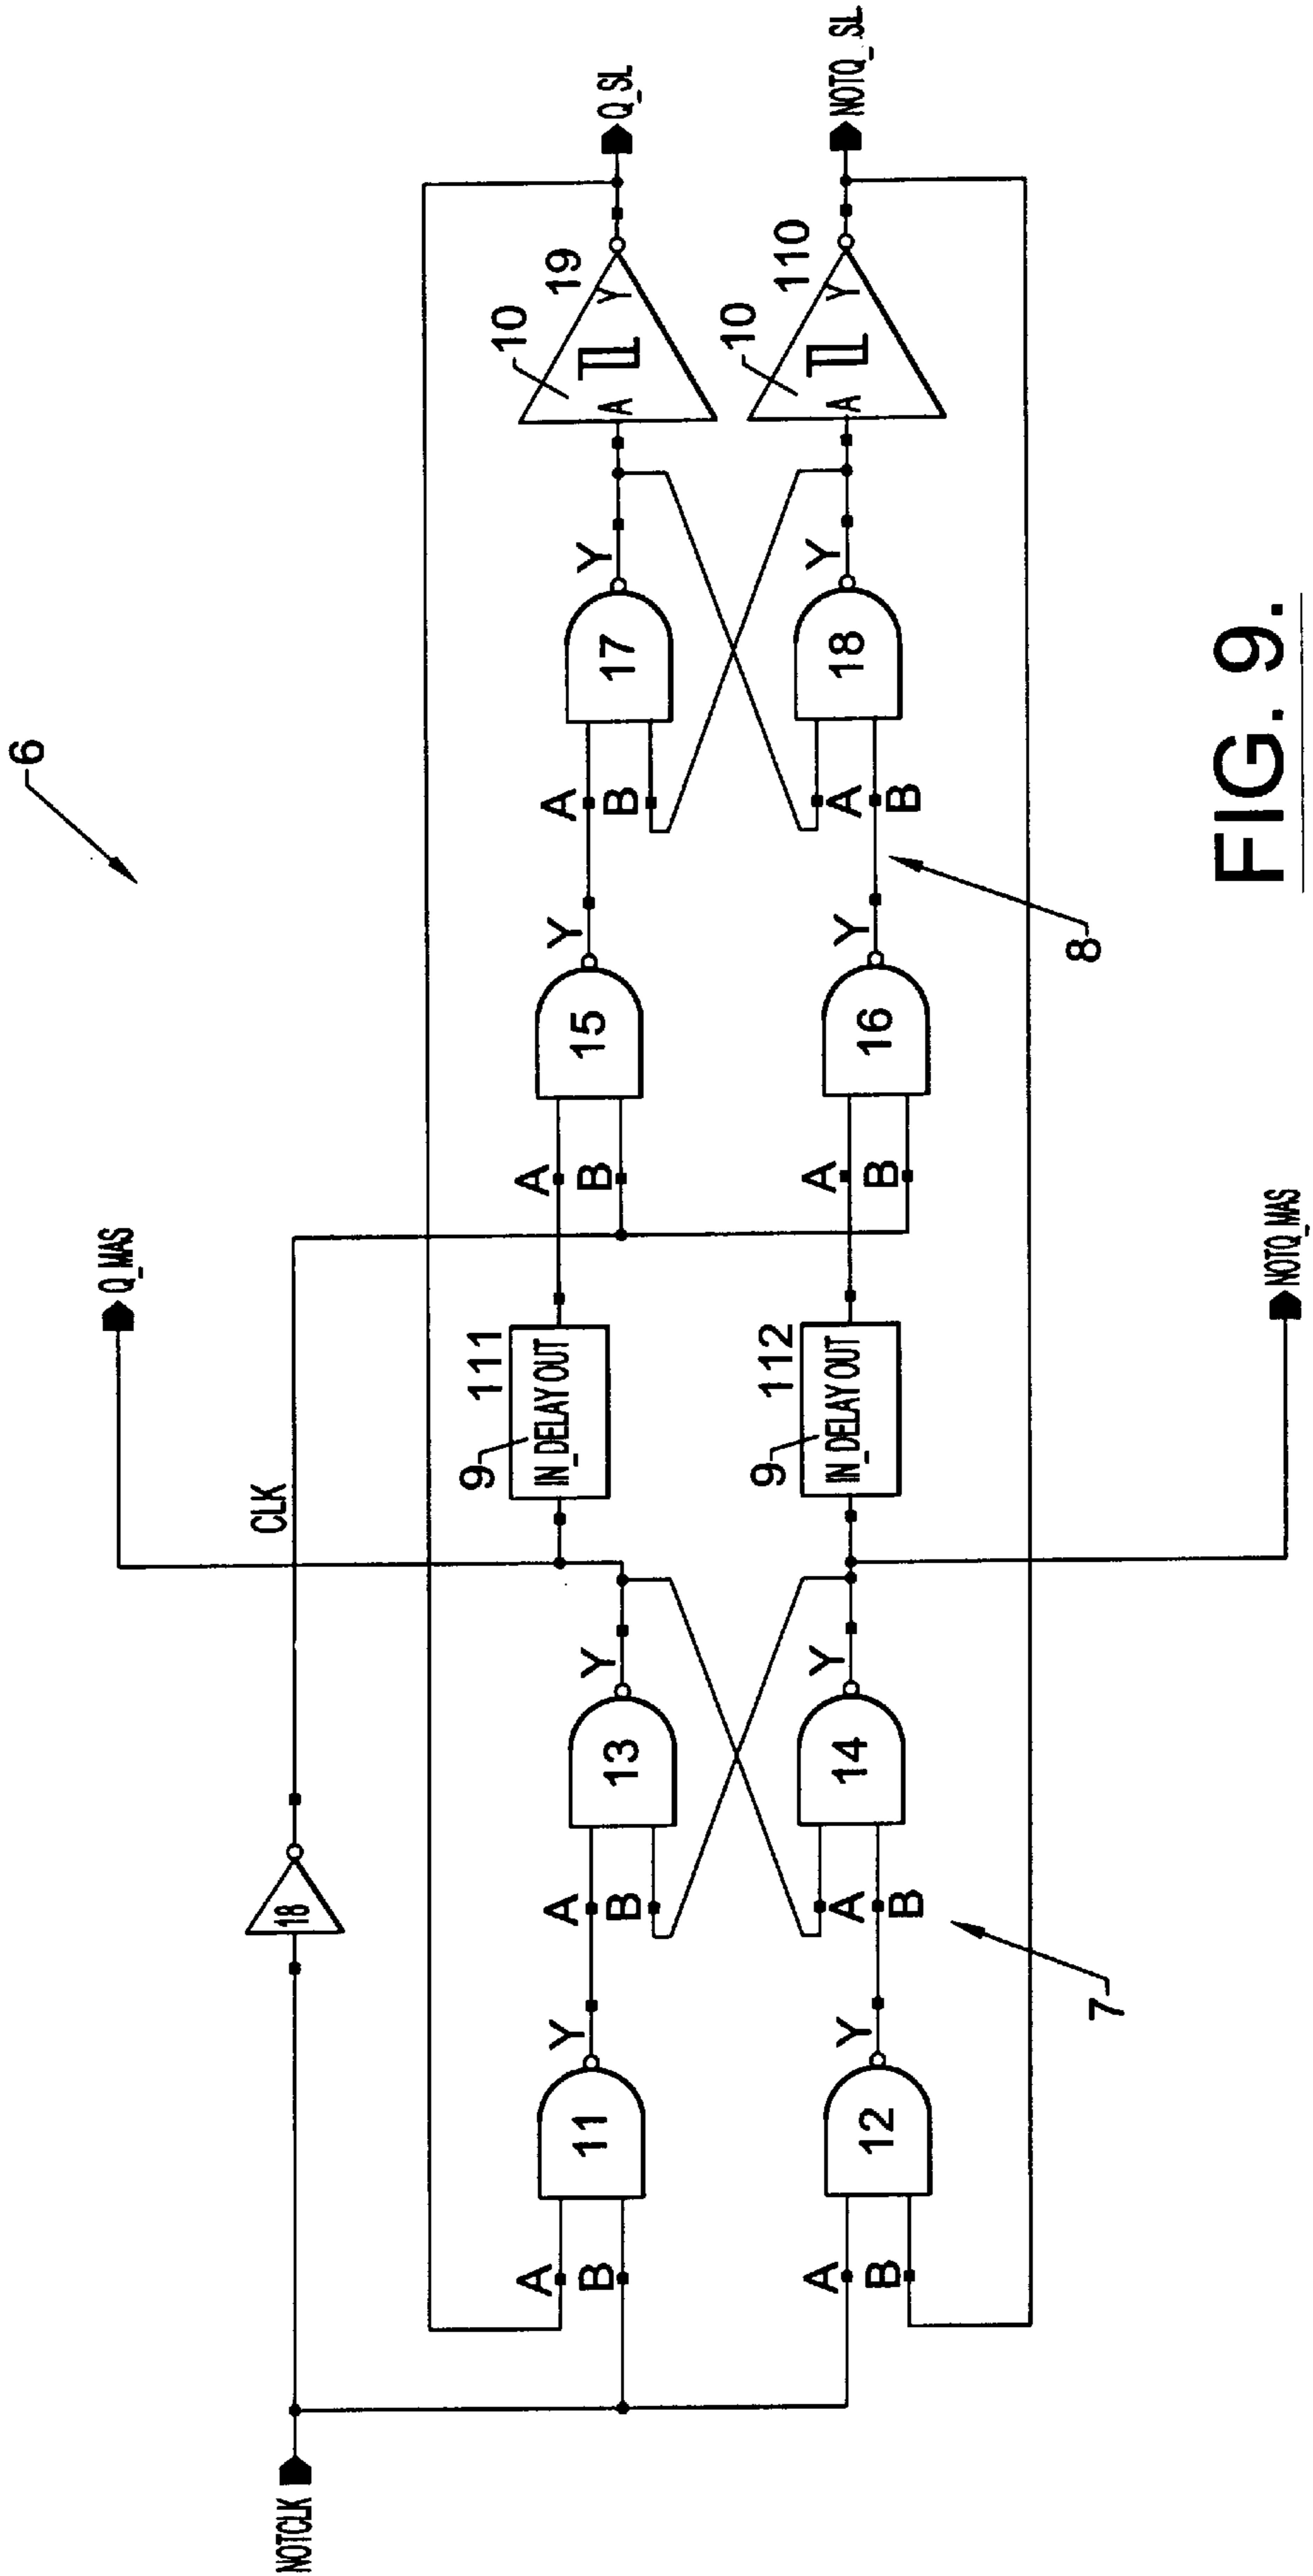 6
Q_MAS
NOTCLK
18
CLK
Q_SL
A
B
11
Y
A
B
13
Y
9
111
IN_DELAY OUT
A
B
15
Y
A
B
17
Y
10
A
Y
19
A
B
12
Y
A
B
14
Y
9
112
IN_DELAY OUT
A
B
16
Y
A
B
18
Y
10
A
Y
110
NOTQ_SL
7
8
NOTQ_MAS
FIG. 9.